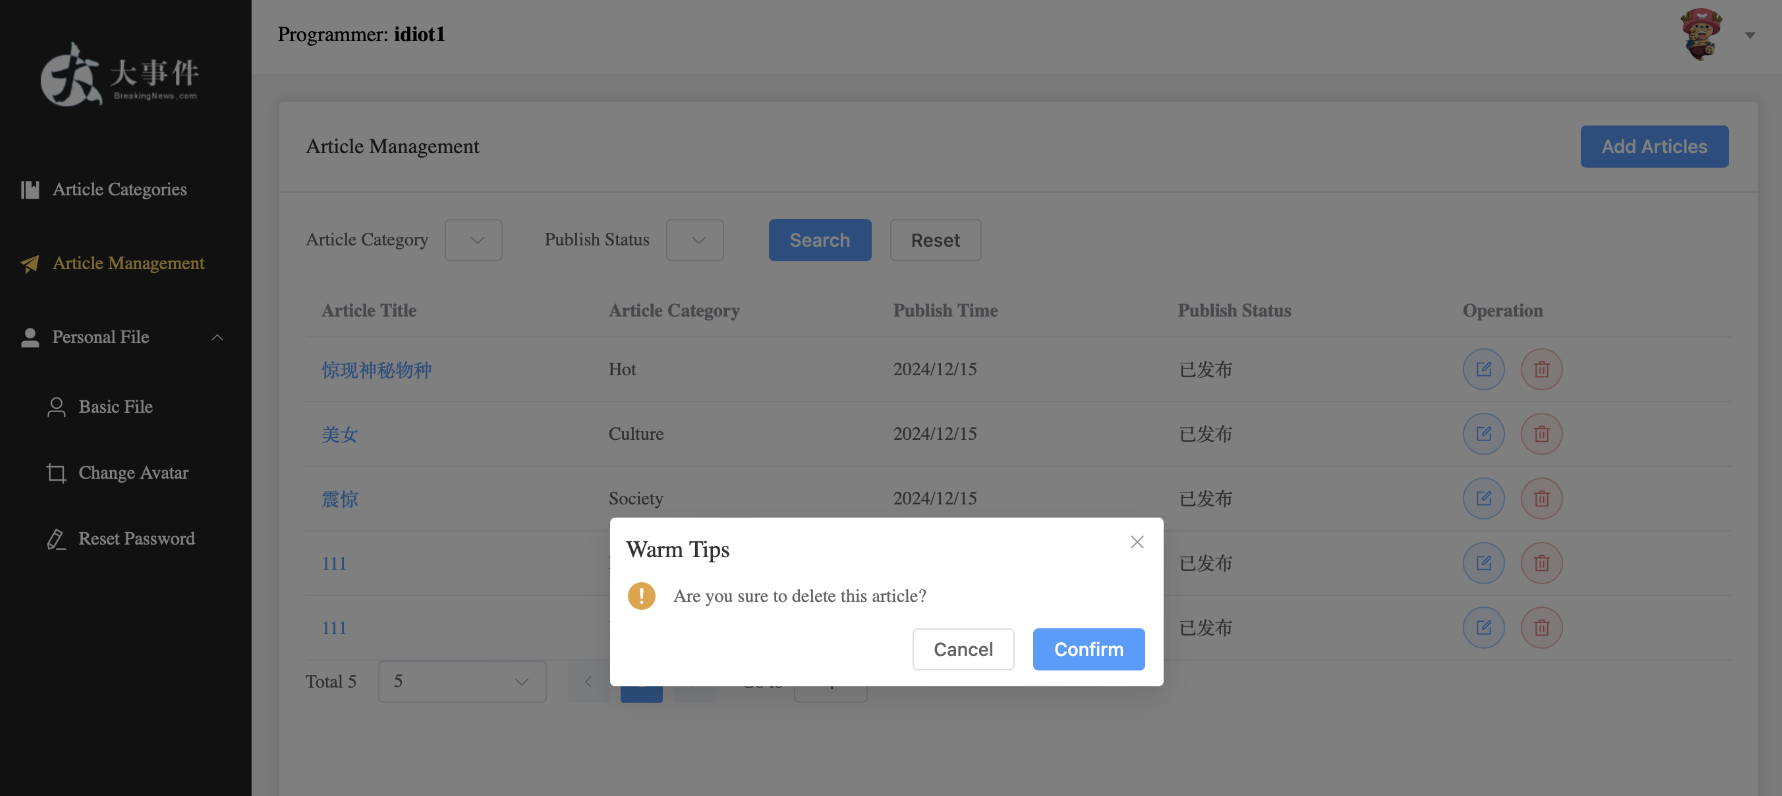 Programmer: idiot1
大事件
BreakingNews.com
Article Categories
Article Management
Personal File
Basic File
Change Avatar
Reset Password
Article Management
Add Articles
Article Category
Publish Status
Search
Reset
Article Title Article Category Publish Time Publish Status Operation
惊现神秘物种 Hot 2024/12/15 已发布
美女 Culture 2024/12/15 已发布
震惊 Society 2024/12/15 已发布
111 已发布
111 已发布
Warm Tips
Are you sure to delete this article?
Cancel
Confirm
Total 5
5